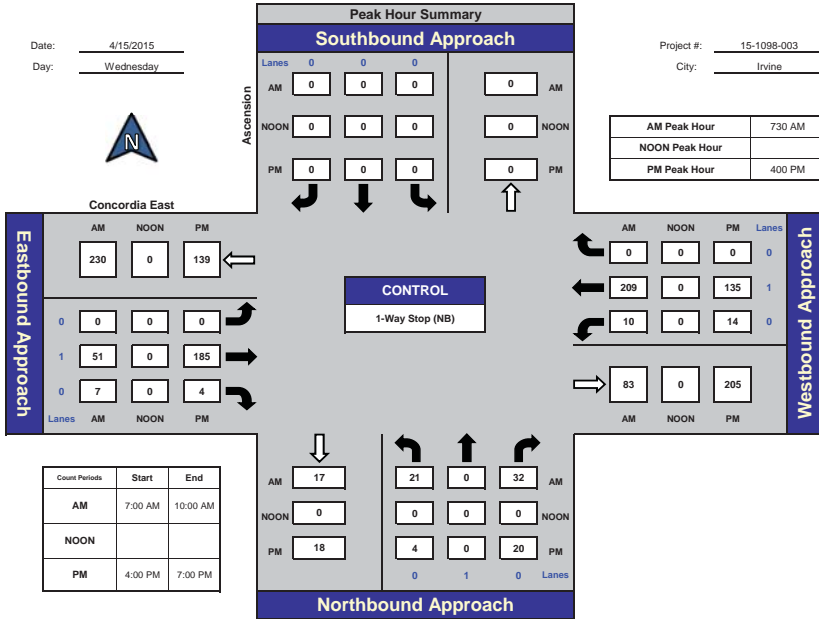 Peak Hour Summary
Southbound Approach
Date: 4/15/2015
Day: Wednesday
Project #: 15-1098-003
City: Irvine
N
Ascension
Lanes 0 0 0
AM 0 0 0 0 AM
NOON 0 0 0 0 NOON
PM 0 0 0 0 PM
AM Peak Hour 730 AM
NOON Peak Hour
PM Peak Hour 400 PM
Concordia East
Eastbound Approach
AM NOON PM
230 0 139
0 0 0 0
1 51 0 185
0 7 0 4
Lanes AM NOON PM
CONTROL
1-Way Stop (NB)
Westbound Approach
AM NOON PM Lanes
0 0 0 0
209 0 135 1
10 0 14 0
83 0 205
AM NOON PM
Count Periods Start End
AM 7:00 AM 10:00 AM
NOON
PM 4:00 PM 7:00 PM
AM 17 21 0 32 AM
NOON 0 0 0 0 NOON
PM 18 4 0 20 PM
0 1 0 Lanes
Northbound Approach